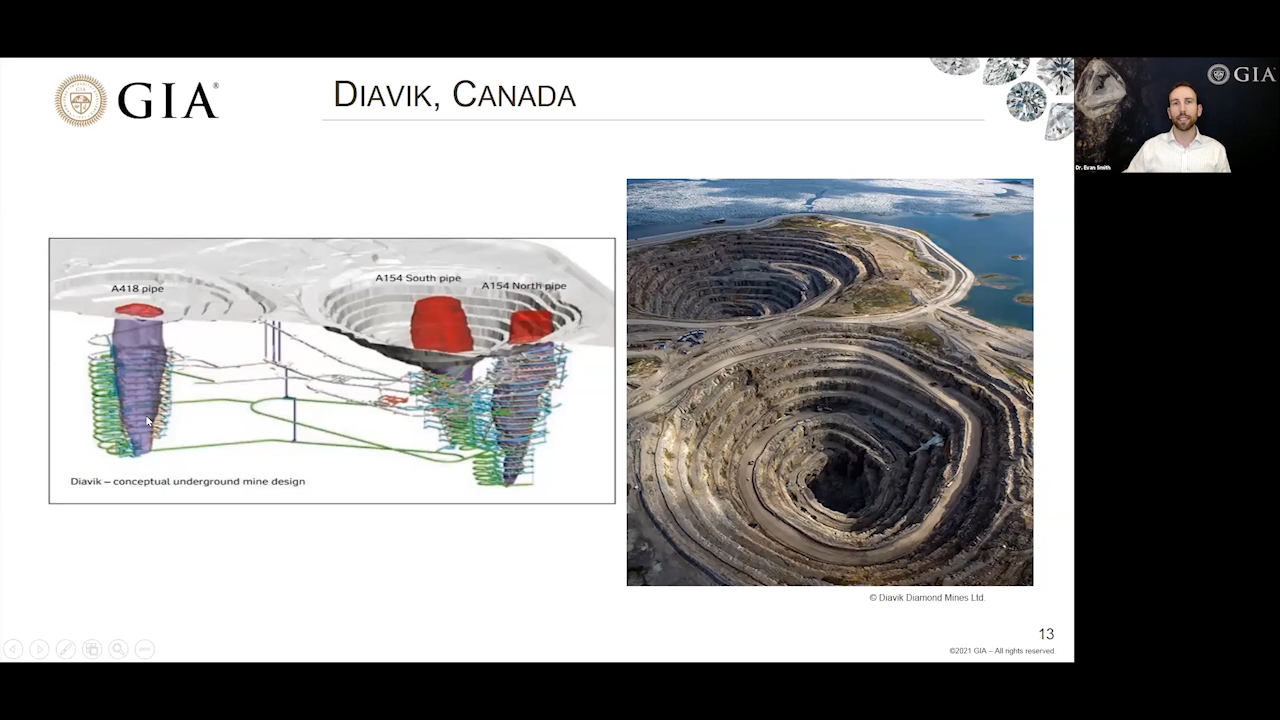 GIA®
DIAVIK, CANADA
GIA
Dr. Evan Smith
A418 pipe
A154 South pipe
A154 North pipe
Diavik – conceptual underground mine design
© Diavik Diamond Mines Ltd.
13
©2021 GIA – All rights reserved.